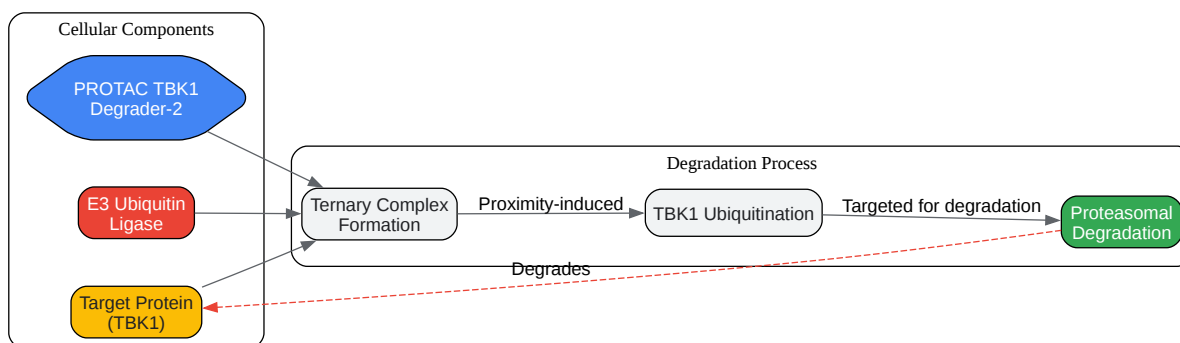 Cellular Components
PROTAC TBK1
Degrader-2
E3 Ubiquitin
Ligase
Target Protein
(TBK1)
Degradation Process
Ternary Complex
Formation
Proximity-induced
TBK1 Ubiquitination
Targeted for degradation
Proteasomal
Degradation
Degrades